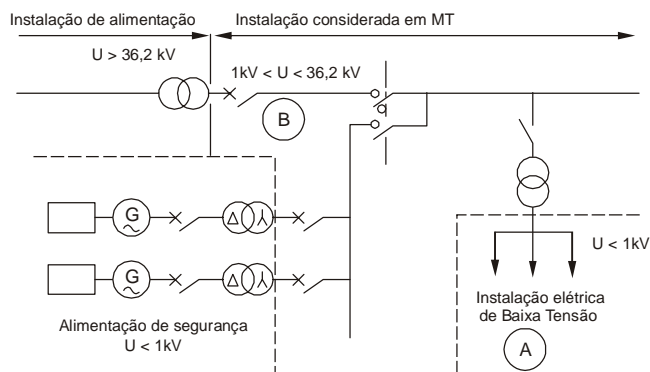 Instalação de alimentação
Instalação considerada em MT
U > 36,2 kV
1kV < U < 36,2 kV
B
G
Δ
G
Δ
Alimentação de segurança
U < 1kV
U < 1kV
Instalação elétrica
de Baixa Tensão
A